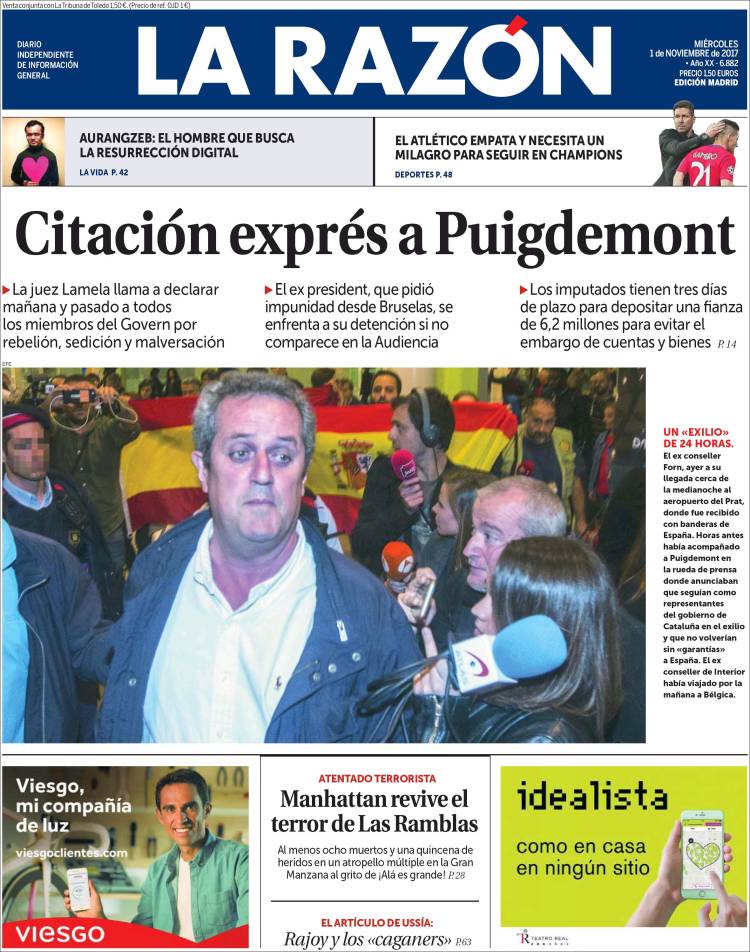 Venta conjunta con La Tribuna de Toledo 1,50 €. (Precio de ref. OJD 1 €)
DIARIO
INDEPENDIENTE
DE INFORMACIÓN
GENERAL
LA RAZÓN
MIÉRCOLES
1 de NOVIEMBRE de 2017
• Año XX - 6.882
PRECIO 1,50 EUROS
EDICIÓN MADRID
AURANGZEB: EL HOMBRE QUE BUSCA
LA RESURRECCIÓN DIGITAL
LA VIDA P. 42
EL ATLÉTICO EMPATA Y NECESITA UN
MILAGRO PARA SEGUIR EN CHAMPIONS
DEPORTES P. 48
GAMEIRO
21
Citación exprés a Puigdemont
La juez Lamela llama a declarar
mañana y pasado a todos
los miembros del Govern por
rebelión, sedición y malversación
El ex president, que pidió
impunidad desde Bruselas, se
enfrenta a su detención si no
comparece en la Audiencia
Los imputados tienen tres días
de plazo para depositar una fianza
de 6,2 millones para evitar el
embargo de cuentas y bienes P. 14
EFE
UN «EXILIO»
DE 24 HORAS.
El ex conseller
Forn, ayer a su
llegada cerca de
la medianoche al
aeropuerto del Prat,
donde fue recibido
con banderas de
España. Horas antes
había acompañado
a Puigdemont en
la rueda de prensa
donde anunciaban
que seguían como
representantes
del gobierno de
Cataluña en el exilio
y que no volverían
sin «garantías»
a España. El ex
conseller de Interior
había viajado por la
mañana a Bélgica.
Viesgo,
mi compañía
de luz
viesgoclientes.com
viesgo
ATENTADO TERRORISTA
Manhattan revive el
terror de Las Ramblas
Al menos ocho muertos y una quincena de
heridos en un atropello múltiple en la Gran
Manzana al grito de ¡Alá es grande! P.28
EL ARTÍCULO DE USSÍA:
Rajoy y los «caganers» P.63
idealista
como en casa
en ningún sitio
TEATRO REAL